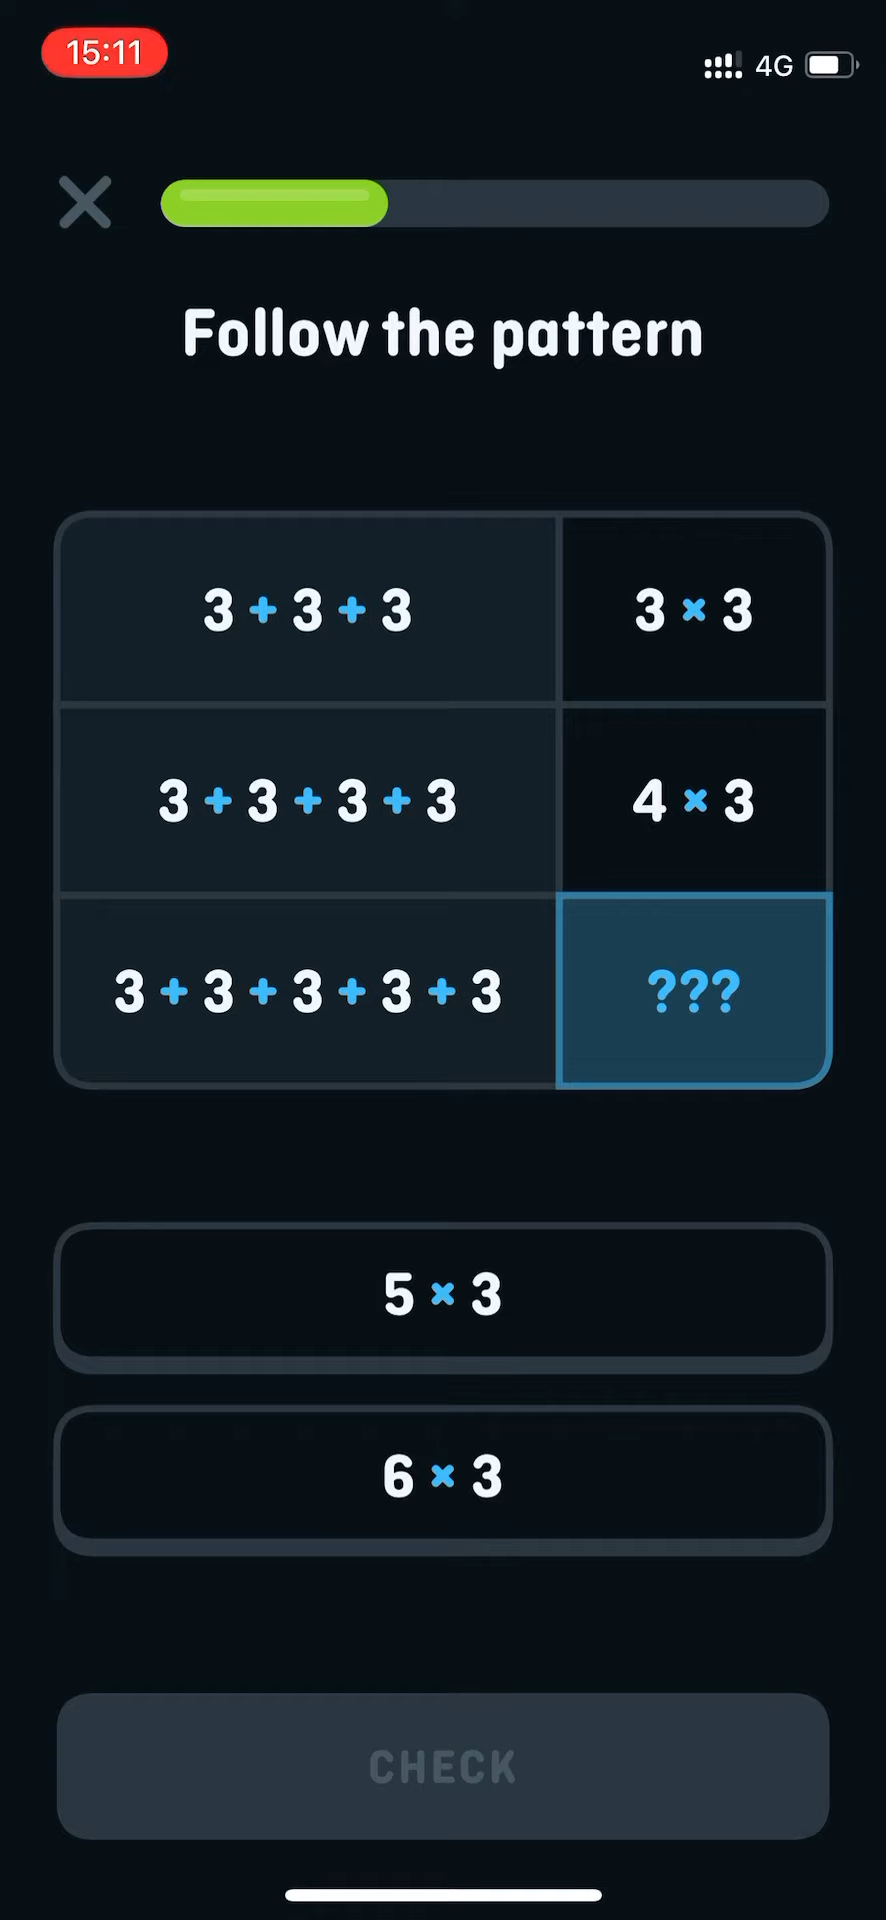 15:11
4G
Follow the pattern
3 + 3 + 3
3 × 3
3 + 3 + 3 + 3
4 × 3
3 + 3 + 3 + 3 + 3
???
5 × 3
6 × 3
CHECK